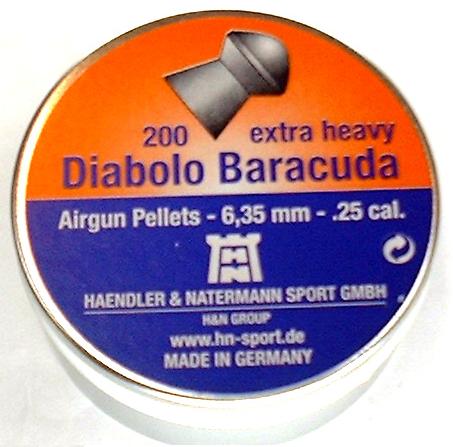 200 extra heavy
Diabolo Baracuda
Airgun Pellets - 6,35 mm - .25 cal.
H N
HAENDLER & NATERMANN SPORT GMBH
H&N GROUP
www.hn-sport.de
MADE IN GERMANY